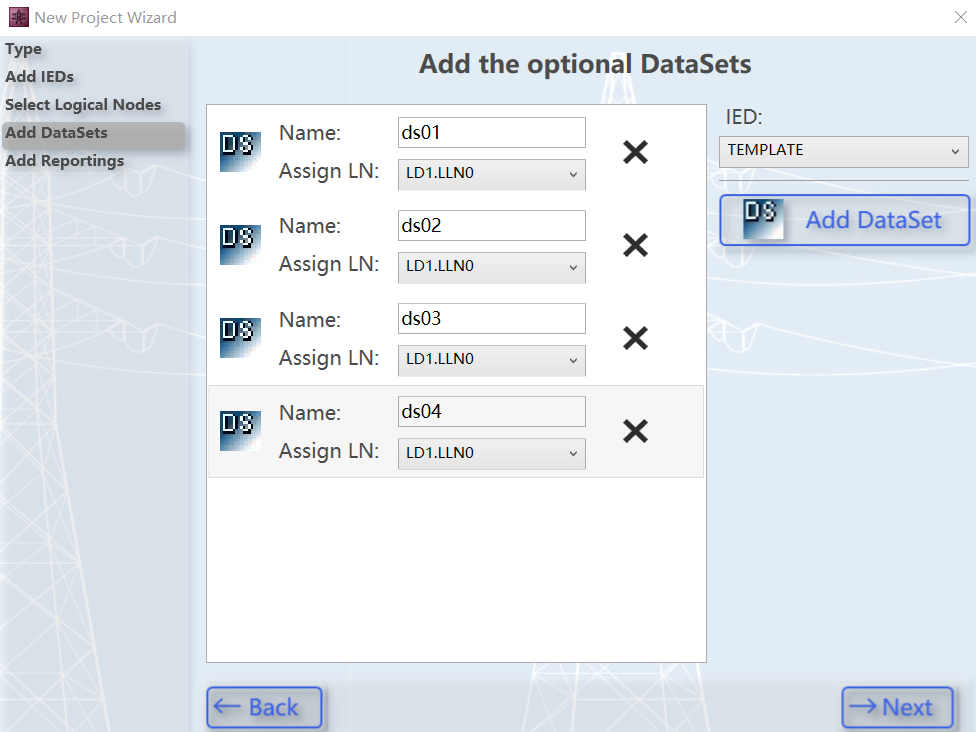 New Project Wizard
Type
Add IEDs
Select Logical Nodes
Add DataSets
Add Reportings
Add the optional DataSets
DS
Name: ds01
Assign LN: LD1.LLN0
DS
Name: ds02
Assign LN: LD1.LLN0
DS
Name: ds03
Assign LN: LD1.LLN0
DS
Name: ds04
Assign LN: LD1.LLN0
IED:
TEMPLATE
DS Add DataSet
Back
Next